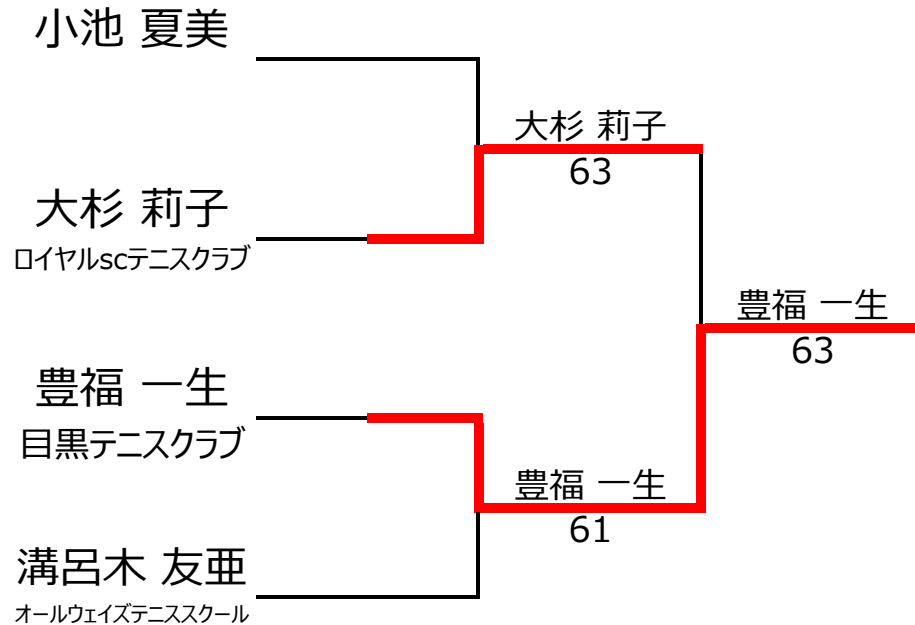 小池 夏美
大杉 莉子
63
大杉 莉子
ロイヤルscテニスクラブ
豊福 一生
63
豊福 一生
目黒テニスクラブ
豊福 一生
61
溝呂木 友亜
オールウェイズテニススクール